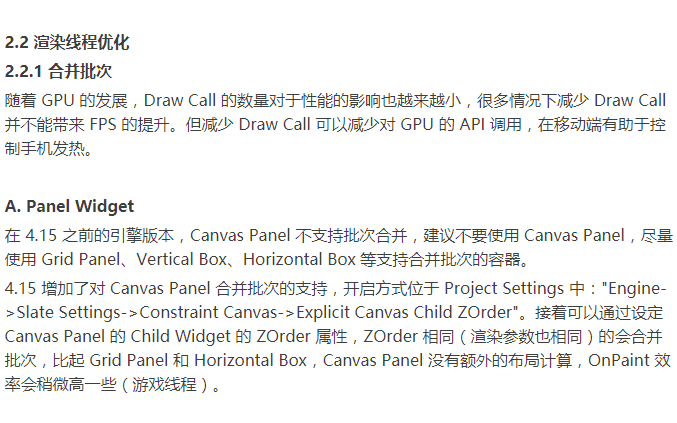 2.2 渲染线程优化
2.2.1 合并批次
随着 GPU 的发展，Draw Call 的数量对于性能的影响也越来越小，很多情况下减少 Draw Call
并不能带来 FPS 的提升。但减少 Draw Call 可以减少对 GPU 的 API 调用，在移动端有助于控
制手机发热。
A. Panel Widget
在 4.15 之前的引擎版本，Canvas Panel 不支持批次合并，建议不要使用 Canvas Panel，尽量
使用 Grid Panel、Vertical Box、Horizontal Box 等支持合并批次的容器。
4.15 增加了对 Canvas Panel 合并批次的支持，开启方式位于 Project Settings 中："Engine-
>Slate Settings->Constraint Canvas->Explicit Canvas Child ZOrder"。接着可以通过设定
Canvas Panel 的 Child Widget 的 ZOrder 属性，ZOrder 相同（渲染参数也相同）的会合并
批次，比起 Grid Panel 和 Horizontal Box，Canvas Panel 没有额外的布局计算，OnPaint 效
率会稍微高一些（游戏线程）。